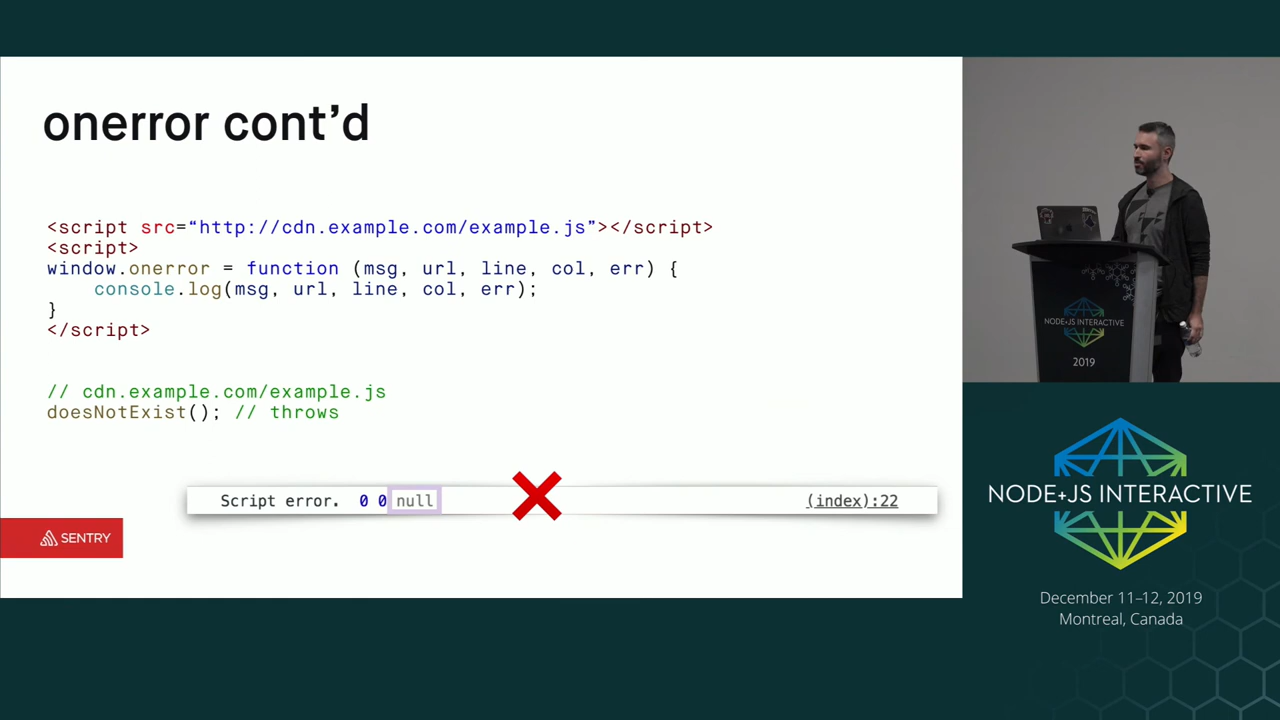 onerror cont’d
<script src=“http://cdn.example.com/example.js”></script>
<script>
window.onerror = function (msg, url, line, col, err) {
console.log(msg, url, line, col, err);
}
</script>
// cdn.example.com/example.js
doesNotExist(); // throws
Script error. 0 0 null (index):22
SENTRY
NODE+JS INTERACTIVE
2019
NODE+JS INTERACTIVE
December 11–12, 2019
Montreal, Canada